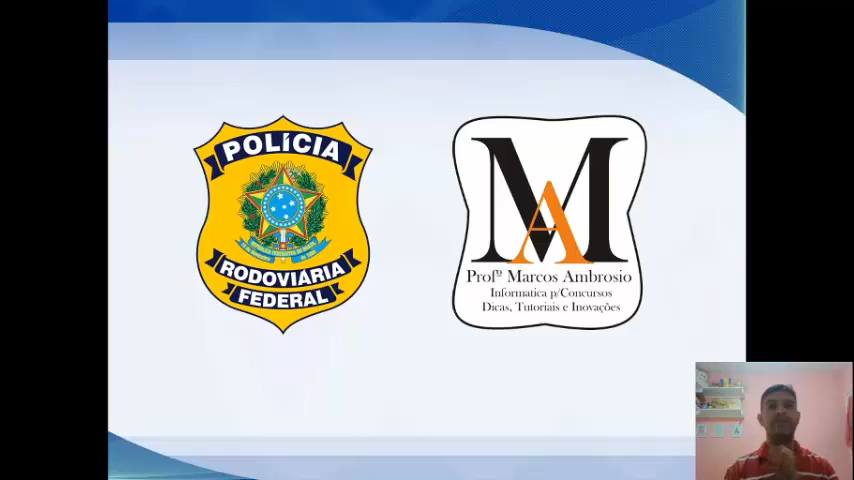 POLÍCIA
RODOVIÁRIA
FEDERAL
MA
Profº Marcos Ambrosio
Informatica p/Concursos
Dicas, Tutoriais e Inovações